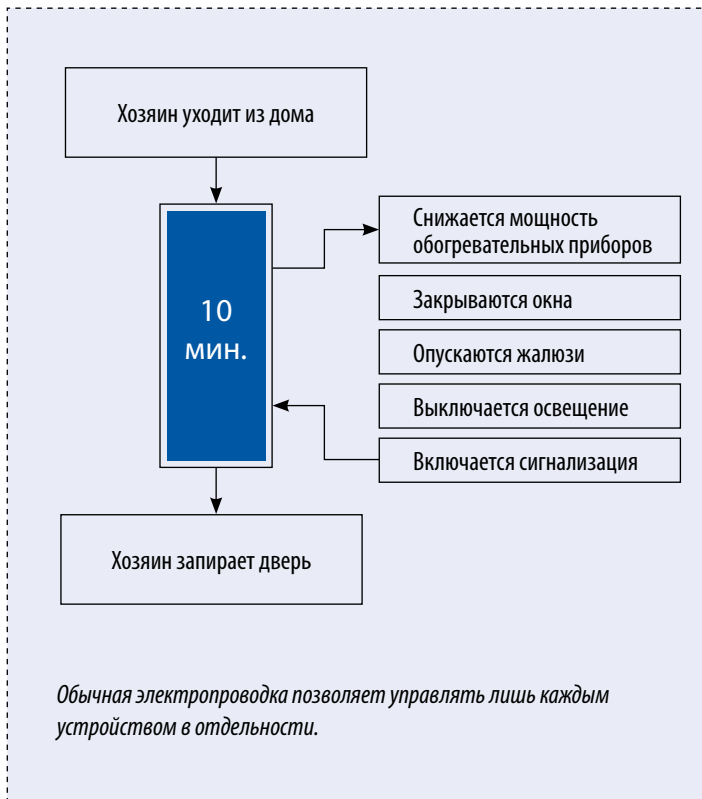 Хозяин уходит из дома
10
мин.
Снижается мощность
обогревательных приборов
Закрываются окна
Опускаются жалюзи
Выключается освещение
Включается сигнализация
Хозяин запирает дверь
Обычная электропроводка позволяет управлять лишь каждым
устройством в отдельности.